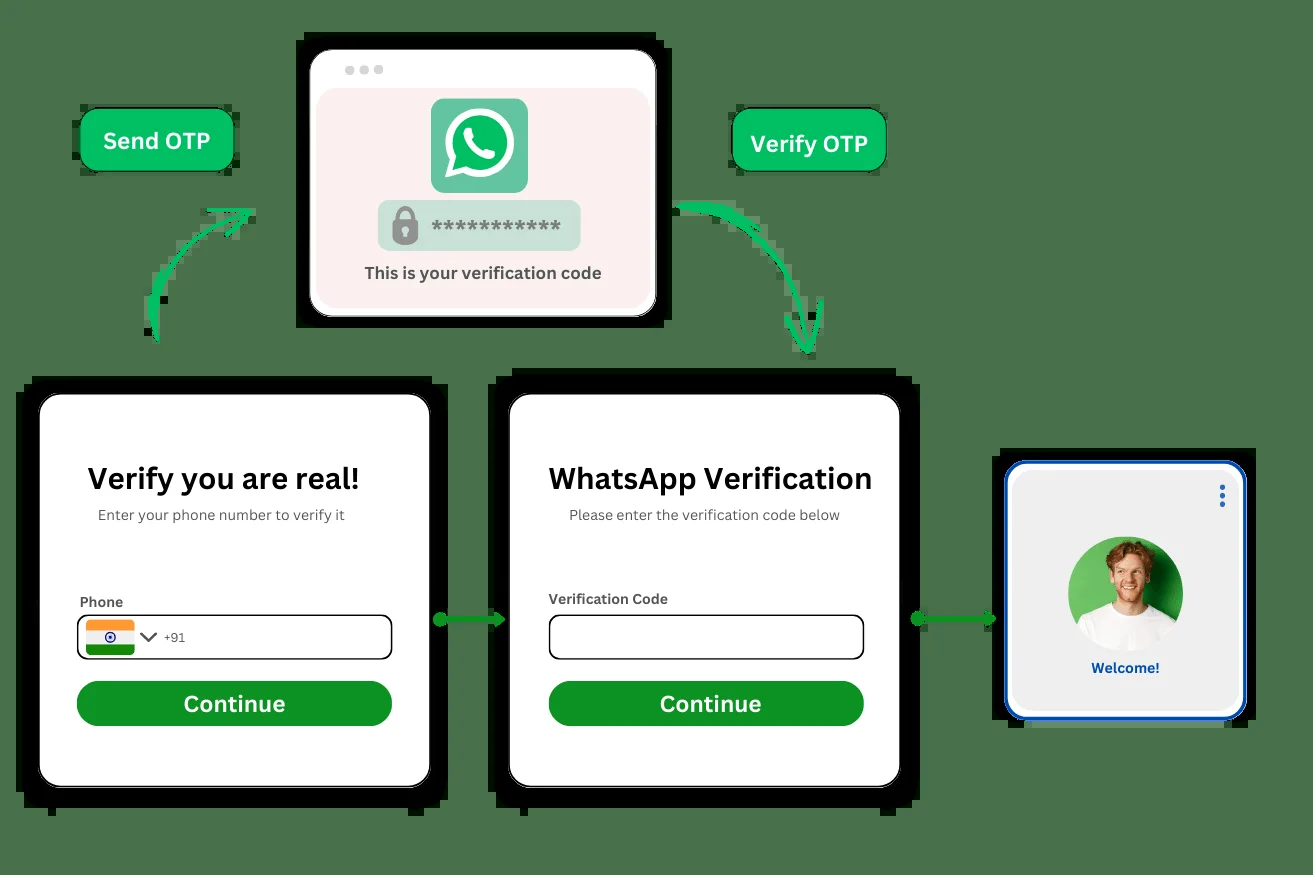 Send OTP
***********
This is your verification code
Verify OTP
Verify you are real!
Enter your phone number to verify it
Phone
+91
Continue
WhatsApp Verification
Please enter the verification code below
Verification Code
Continue
Welcome!